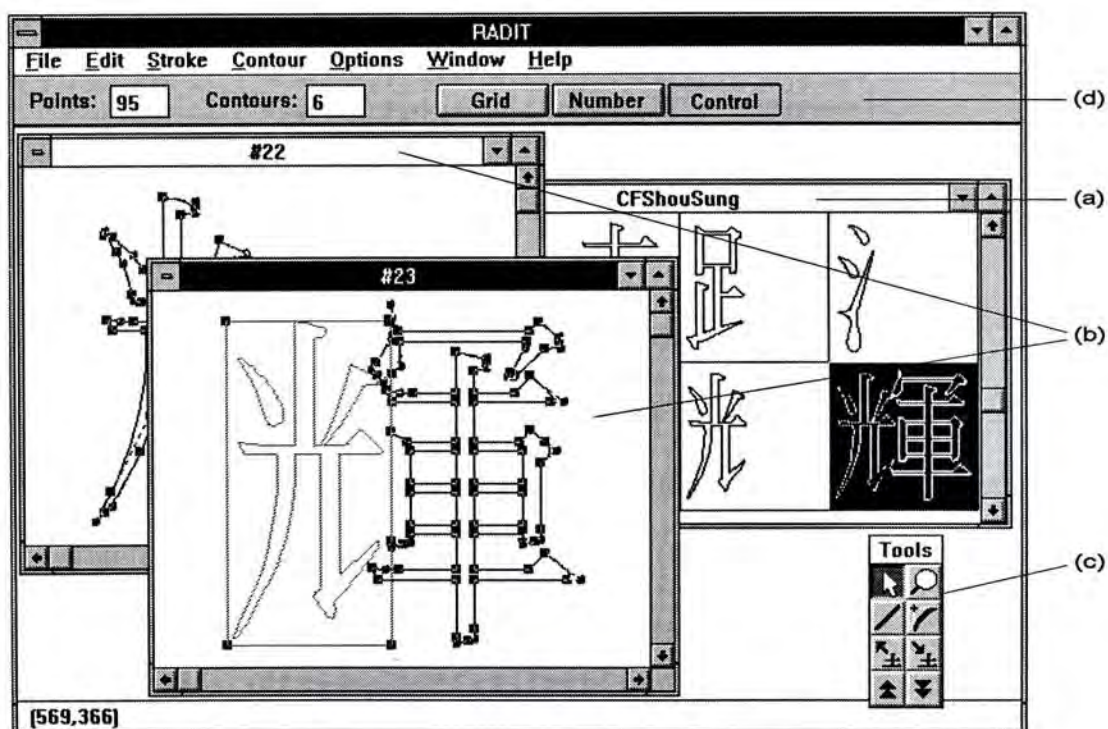 RADIT
File Edit Stroke Contour Options Window Help
Points: 95 Contours: 6 Grid Number Control
(d)
#22
CFShouSung
(a)
#23
(b)
光 輝
Tools
(c)
(569,366)